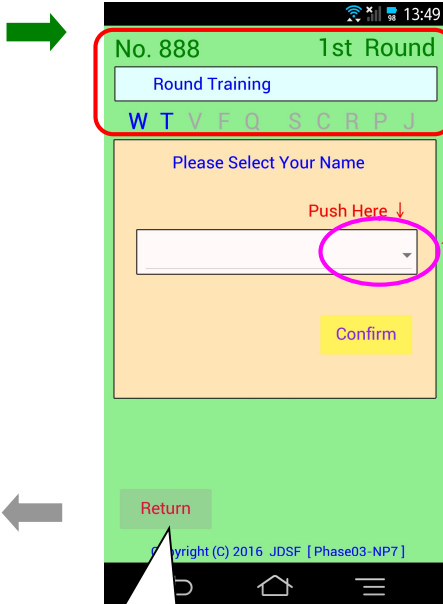 98 13:49
No. 888 1st Round
Round Training
W T V F Q S C R P J
Please Select Your Name
Push Here ↓
Confirm
Return
(C) 2016 JDSF [ Phase03-NP7 ]